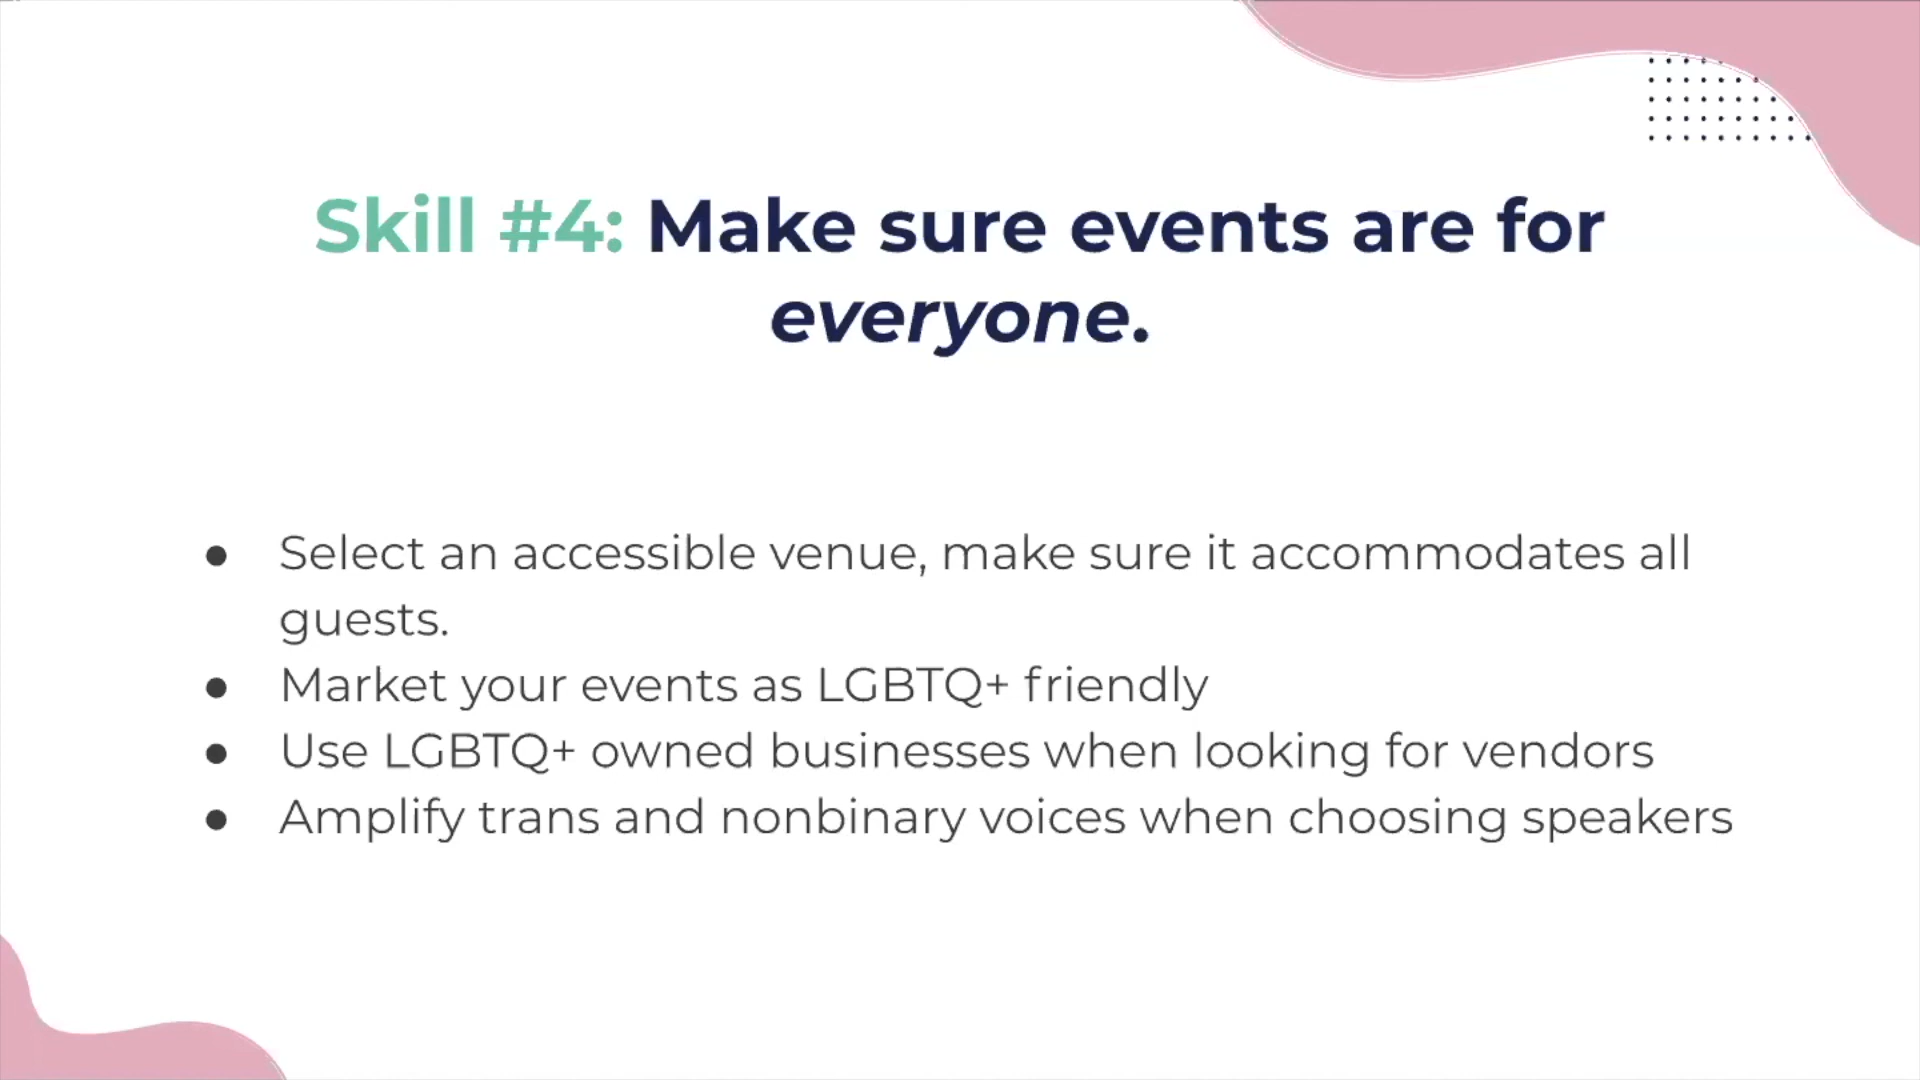 Skill #4: Make sure events are for
everyone.
● Select an accessible venue, make sure it accommodates all
guests.
● Market your events as LGBTQ+ friendly
● Use LGBTQ+ owned businesses when looking for vendors
● Amplify trans and nonbinary voices when choosing speakers